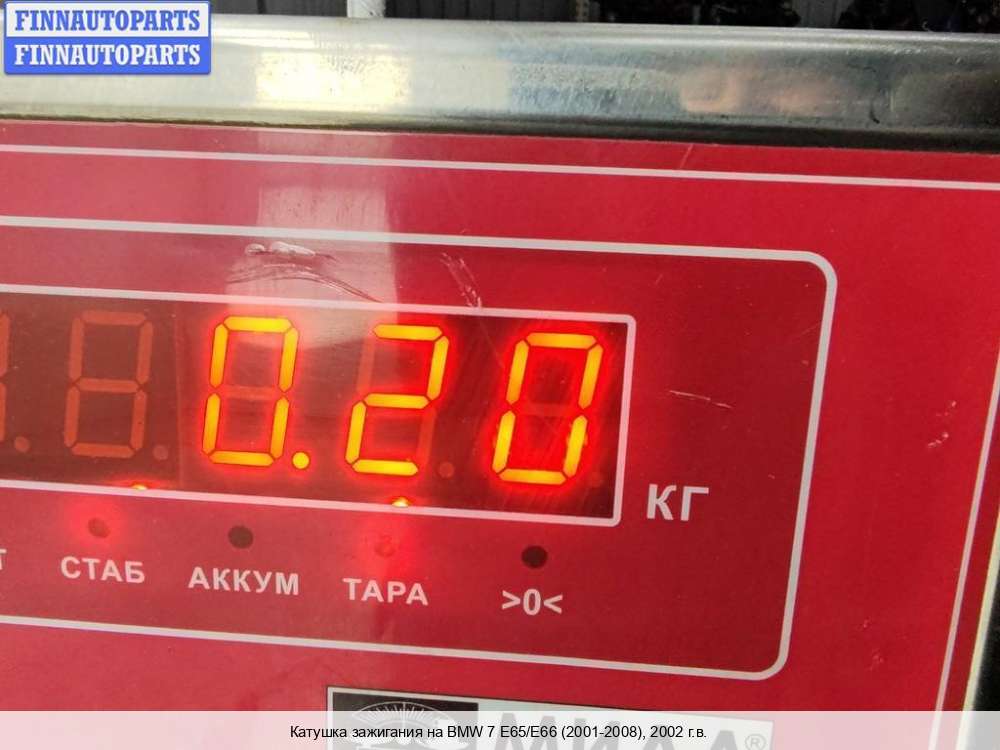 FINNAUTOPARTS
FINNAUTOPARTS
0.20
КГ
СТАБ АККУМ ТАРА >0<
Катушка зажигания на BMW 7 E65/E66 (2001-2008), 2002 г.в.